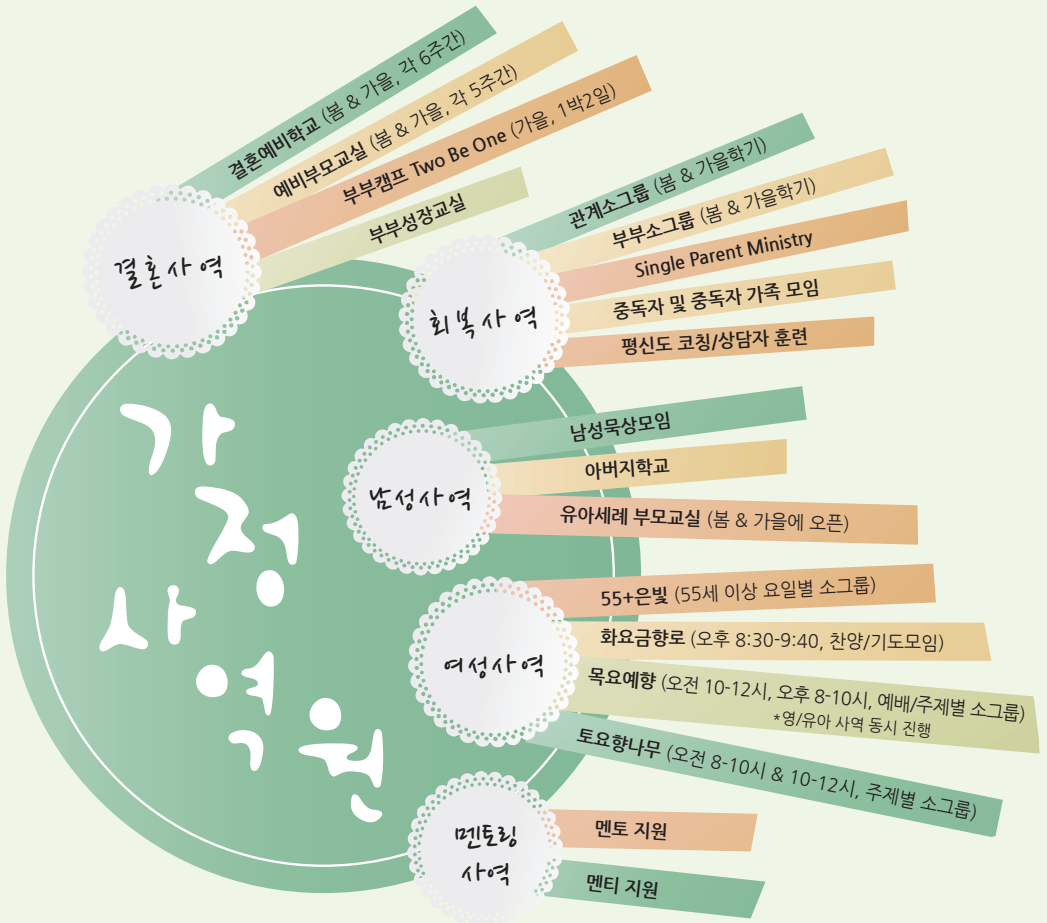 가
정
사
역
원
결혼사역
결혼예비학교 (봄 & 가을, 각 6주간)
예비부모교실 (봄 & 가을, 각 5주간)
부부캠프 Two Be One (가을, 1박2일)
부부성장교실
회복사역
관계소그룹 (봄 & 가을학기)
부부소그룹 (봄 & 가을학기)
Single Parent Ministry
중독자 및 중독자 가족 모임
평신도 코칭/상담자 훈련
남성사역
남성묵상모임
아버지학교
유아세례 부모교실 (봄 & 가을에 오픈)
여성사역
55+은빛 (55세 이상 요일별 소그룹)
화요금향로 (오후 8:30-9:40, 찬양/기도모임)
목요예향 (오전 10-12시, 오후 8-10시, 예배/주제별 소그룹)
*영/유아 사역 동시 진행
토요향나무 (오전 8-10시 & 10-12시, 주제별 소그룹)
멘토링
사역
멘토 지원
멘티 지원